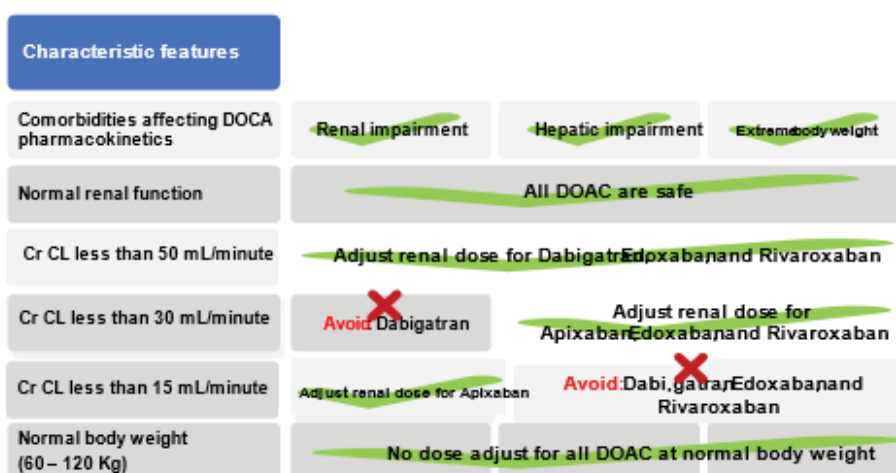 Characteristic features
Comorbidities affecting DOCA
pharmacokinetics
Renal impairment
Hepatic impairment
Extreme body weight
Normal renal function
All DOAC are safe
Cr CL less than 50 mL/minute
Adjust renal dose for Dabigatran, Edoxaban, and Rivaroxaban
Cr CL less than 30 mL/minute
Avoid: Dabigatran
Adjust renal dose for
Apixaban, Edoxaban, and Rivaroxaban
Cr CL less than 15 mL/minute
Adjust renal dose for Apixaban
Avoid: Dabi,gatran, Edoxaban, and
Rivaroxaban
Normal body weight
(60 – 120 Kg)
No dose adjust for all DOAC at normal body weight